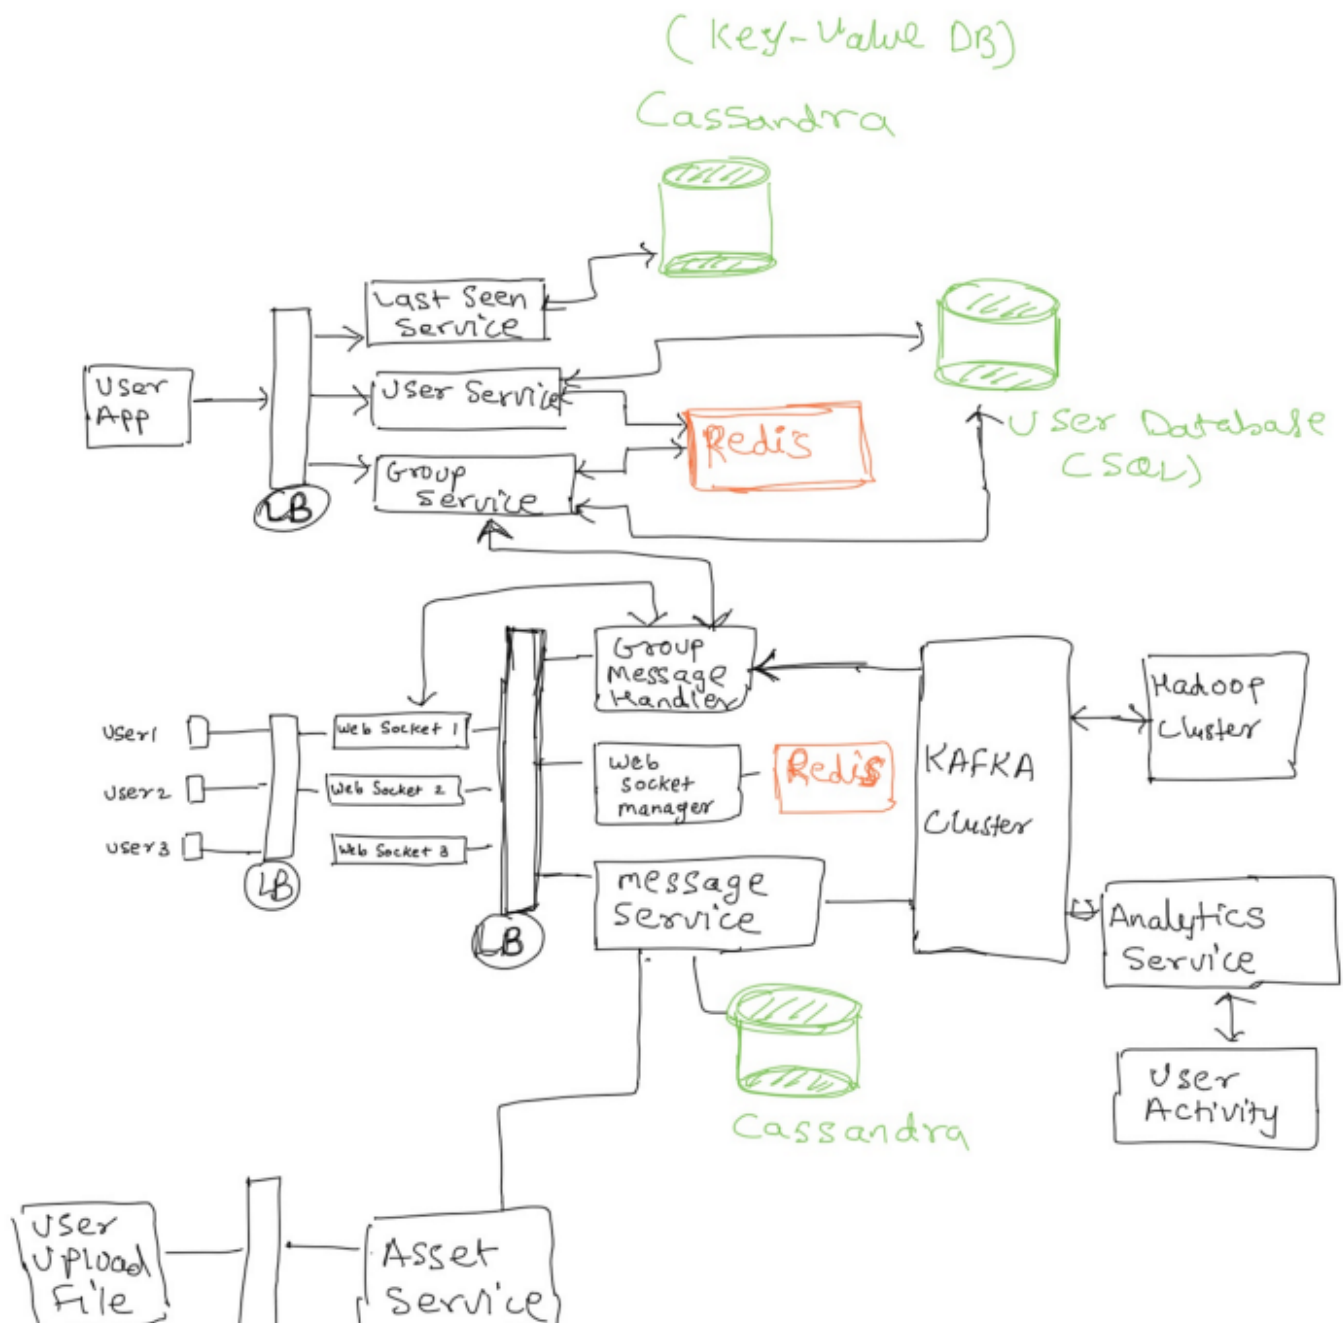 (Key-Value DB)
Cassandra
Last Seen
Service
User
App
User Service
Redis
User Database
(SQL)
Group
Service
LB
Group
Message
Handler
Hadoop
Cluster
User1
Web Socket 1
Web
socket
manager
Redis
KAFKA
Cluster
User2
Web Socket 2
User3
Web Socket 3
LB
message
Service
LB
Analytics
Service
User
Activity
Cassandra
User
Upload
File
Asset
Service